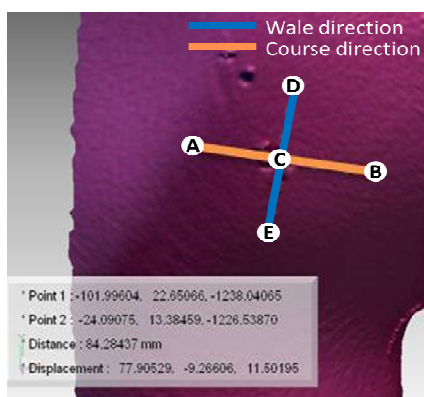 Wale direction
Course direction
D
A
C
B
E
* Point 1 : -101.99604, 22.65066, -1238.04065
* Point 2 : -24.09075, 13.38459, -1226.53870
* Distance : 84.28437 mm
* Displacement : 77.90529, -9.26606, 11.50195